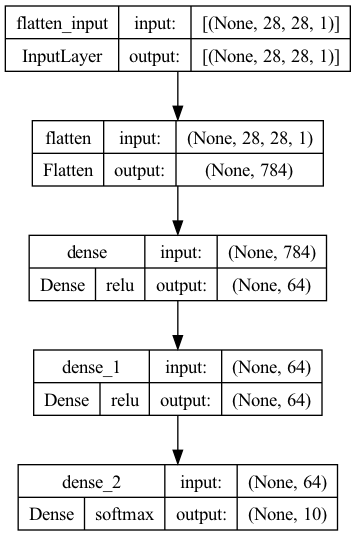 flatten_input input: [(None, 28, 28, 1)]
InputLayer output: [(None, 28, 28, 1)]
flatten input: (None, 28, 28, 1)
Flatten output: (None, 784)
dense input: (None, 784)
Dense relu output: (None, 64)
dense_1 input: (None, 64)
Dense relu output: (None, 64)
dense_2 input: (None, 64)
Dense softmax output: (None, 10)